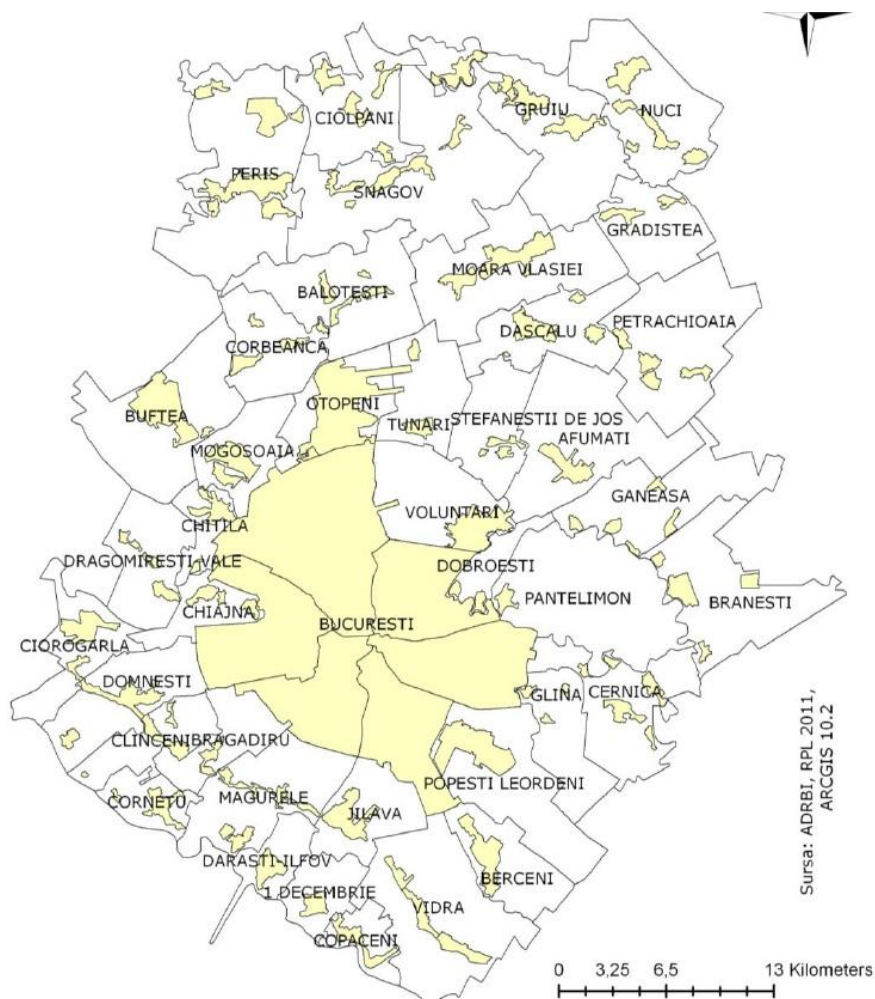 CIOLPANI
GRUIU
NUCI
PERIS
SNAGOV
GRADISTEA
MOARA VLASIEI
BALOTESTI
PETRACHIOAIA
DASCALU
CORBEANCA
OTOPENI
BUFTEA
TUNARI
STEFANESTII DE JOS
AFUMATI
MOGOSOAIA
GANEASA
VOLUNTARI
CHITILA
DRAGOMIRESTI-VALE
DOBROESTI
PANTELIMON
BRANESTI
CHIAJNA
BUCURESTI
CIOROGARLA
DOMNESTI
GLINA
CERNICA
CLINCENI
BRAGADIRU
POPESTI LEORDENI
CORNETU
MAGURELE
JILAVA
DARASTI-ILFOV
BERCENI
1 DECEMBRIE
VIDRA
COPACENI
Sursa: ADRBI, RPL 2011,
ARCGIS 10.2
0 3,25 6,5 13 Kilometers